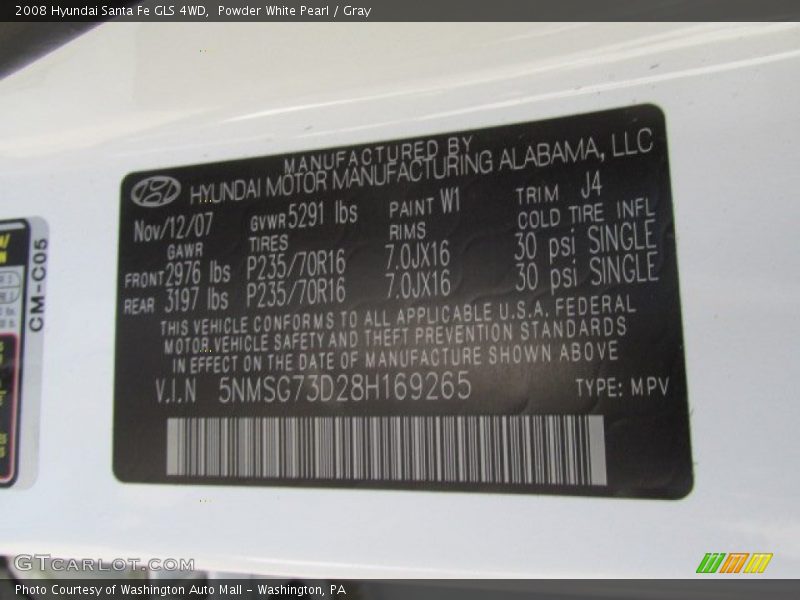 2008 Hyundai Santa Fe GLS 4WD, Powder White Pearl / Gray
MANUFACTURED BY
HYUNDAI MOTOR MANUFACTURING ALABAMA, LLC
Nov/12/07 GVWR 5291 lbs PAINT W1 TRIM J4
GAWR TIRES RIMS COLD TIRE INFL
FRONT 2976 lbs P235/70R16 7.0JX16 30 psi SINGLE
REAR 3197 lbs P235/70R16 7.0JX16 30 psi SINGLE
THIS VEHICLE CONFORMS TO ALL APPLICABLE U.S.A. FEDERAL
MOTOR VEHICLE SAFETY AND THEFT PREVENTION STANDARDS
IN EFFECT ON THE DATE OF MANUFACTURE SHOWN ABOVE
V.I.N 5NMSG73D28H169265 TYPE: MPV
CM-C05
GTCARLOT.COM
Photo Courtesy of Washington Auto Mall - Washington, PA